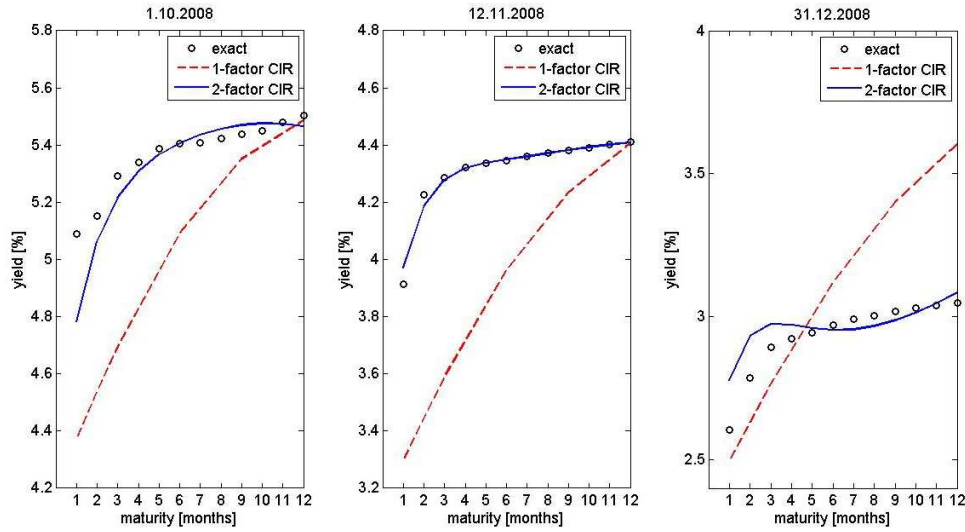 1.10.2008
5.8
5.6
5.4
5.2
5
4.8
4.6
4.4
4.2
yield [%]
exact
1-factor CIR
2-factor CIR
1 2 3 4 5 6 7 8 9 10 11 12
maturity [months]
12.11.2008
4.8
4.6
4.4
4.2
4
3.8
3.6
3.4
3.2
yield [%]
exact
1-factor CIR
2-factor CIR
1 2 3 4 5 6 7 8 9 10 11 12
maturity [months]
31.12.2008
4
3.5
3
2.5
yield [%]
exact
1-factor CIR
2-factor CIR
1 2 3 4 5 6 7 8 9 10 11 12
maturity [months]